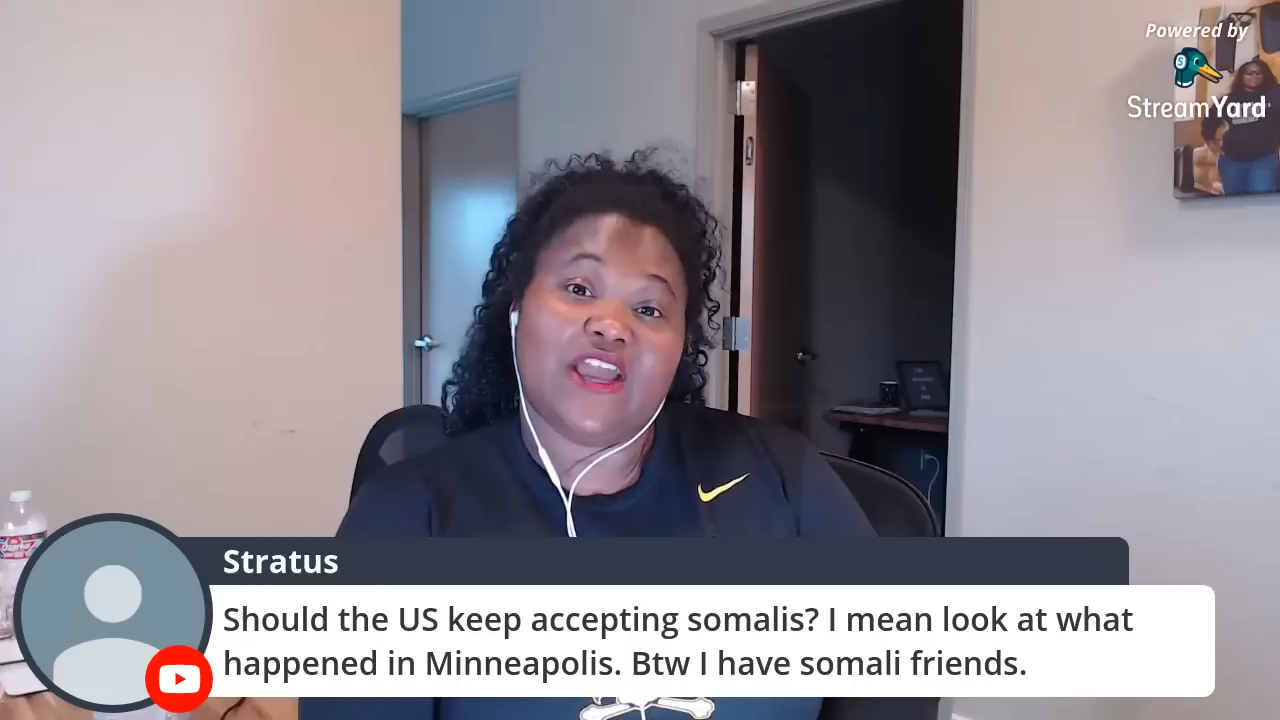 Powered by
StreamYard
Stratus
Should the US keep accepting somalis? I mean look at what
happened in Minneapolis. Btw I have somali friends.